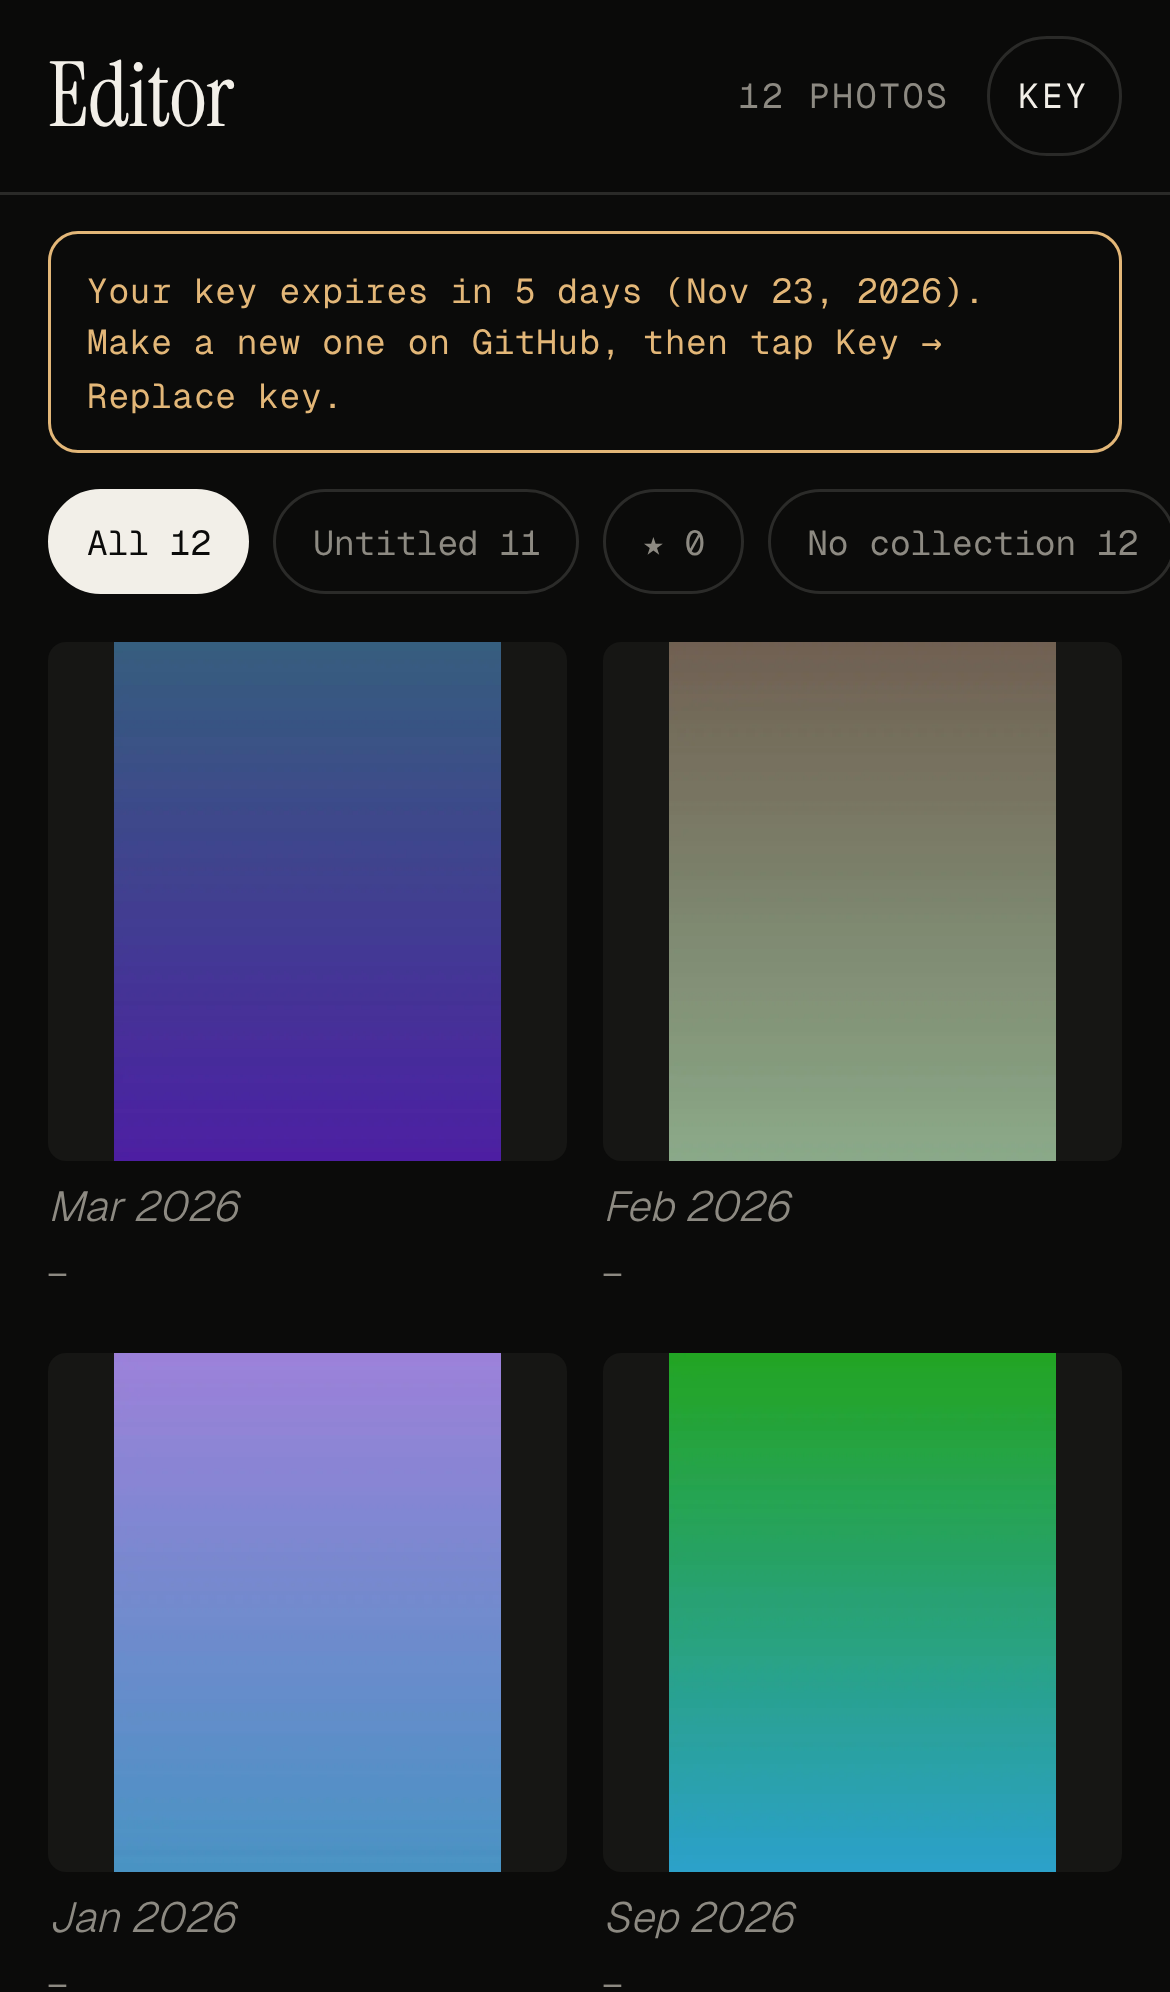 Editor
12 PHOTOS
KEY
Your key expires in 5 days (Nov 23, 2026).
Make a new one on GitHub, then tap Key →
Replace key.
All 12
Untitled 11
★ 0
No collection 12
Mar 2026
Feb 2026
—
—
Jan 2026
Sep 2026
—
—